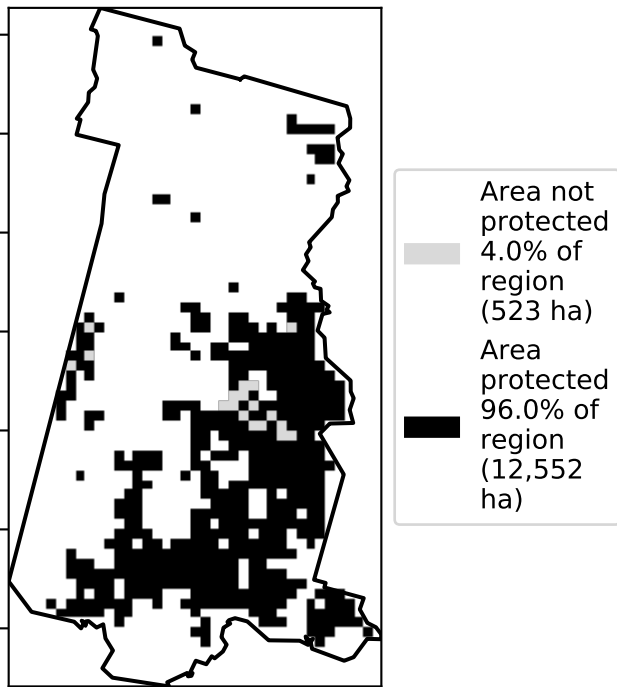 Area not
protected
4.0% of
region
(523 ha)
Area
protected
96.0% of
region
(12,552
ha)